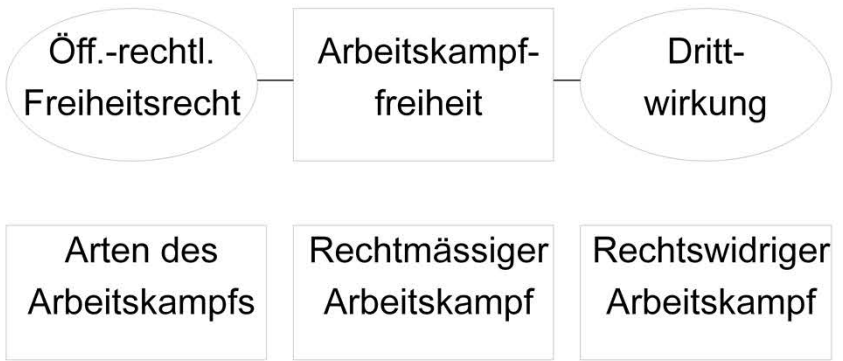 Öff.-rechtl.
Freiheitsrecht
Arbeitskampf-
freiheit
Dritt-
wirkung
Arten des
Arbeitskampfs
Rechtmässiger
Arbeitskampf
Rechtswidriger
Arbeitskampf